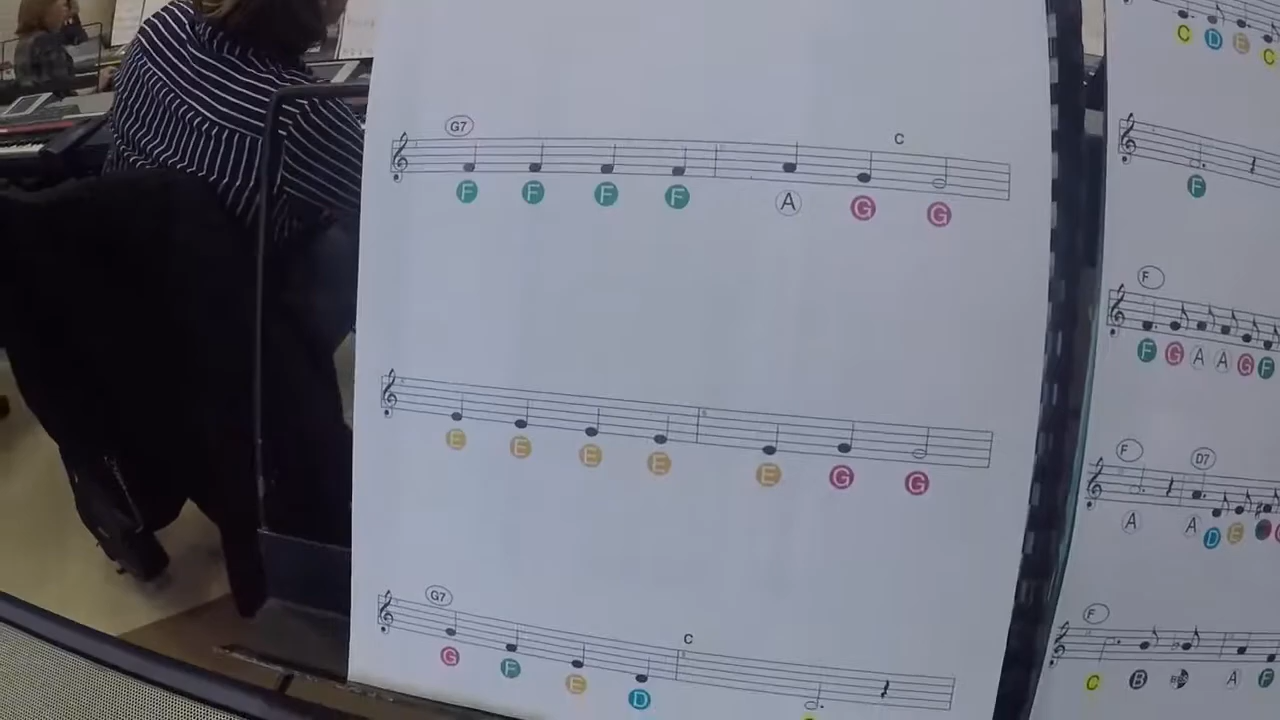 G7 C
F F F F A G G
E E E E E G G
G7 C
G F E D
C D E C
F
F
F G A A G F
F D7
A A D E
F
C B A F